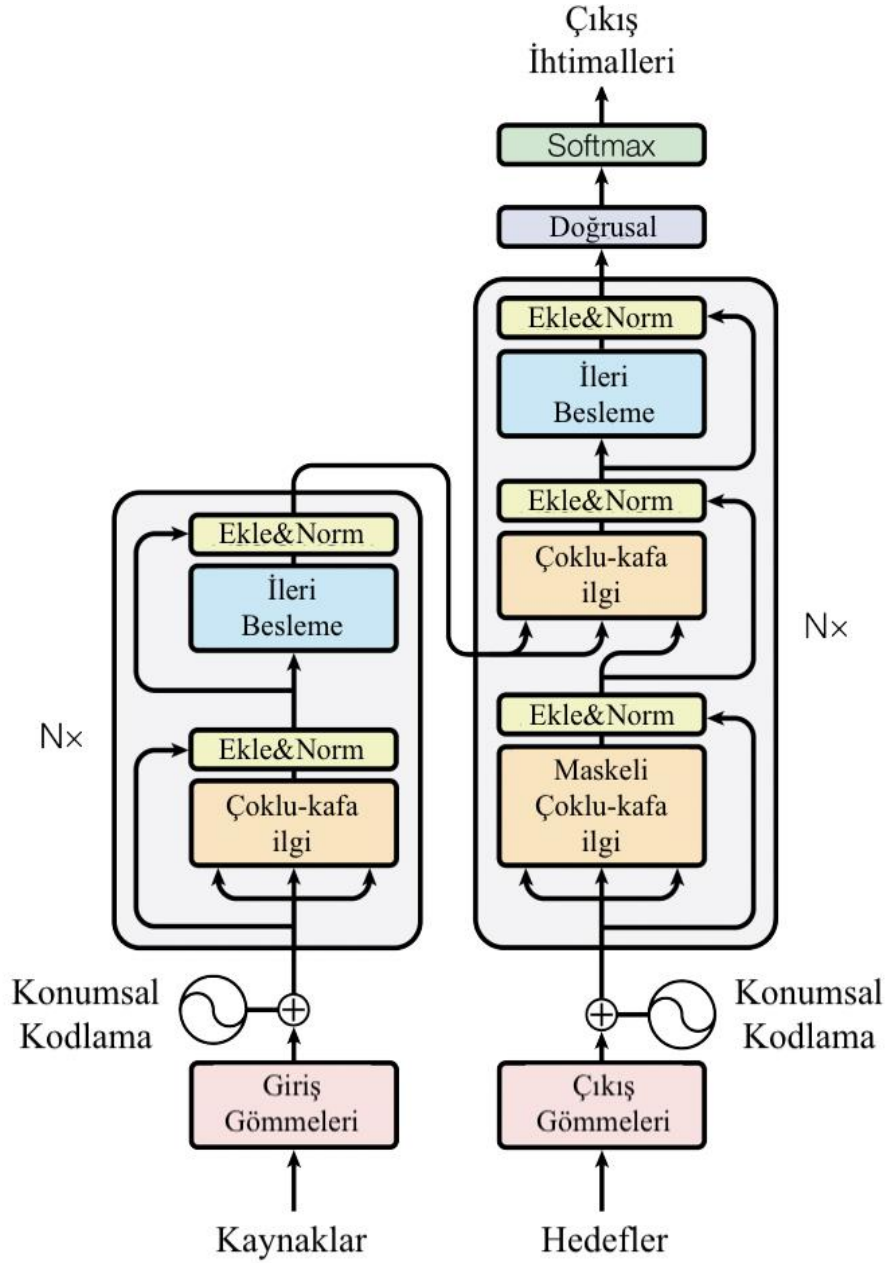 Çıkış
İhtimalleri
Softmax
Doğrusal
Ekle&Norm
İleri
Besleme
Ekle&Norm
Çoklu-kafa
ilgi
Nx
Ekle&Norm
Maskeli
Çoklu-kafa
ilgi
Ekle&Norm
İleri
Besleme
Nx
Ekle&Norm
Çoklu-kafa
ilgi
Konumsal
Kodlama
Konumsal
Kodlama
Giriş
Gömmeleri
Çıkış
Gömmeleri
Kaynaklar
Hedefler